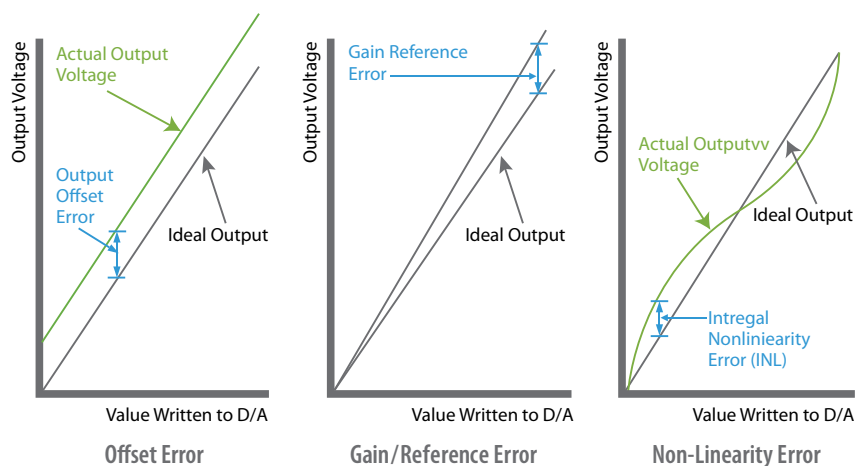 Output Voltage
Actual Output
Voltage
Output
Offset
Error
Ideal Output
Value Written to D/A
Offset Error
Output Voltage
Gain Reference
Error
Value Written to D/A
Gain/Reference Error
Output Voltage
Actual Outputvv
Voltage
Ideal Output
Intregal
Nonliniearity
Error (INL)
Value Written to D/A
Non-Linearity Error